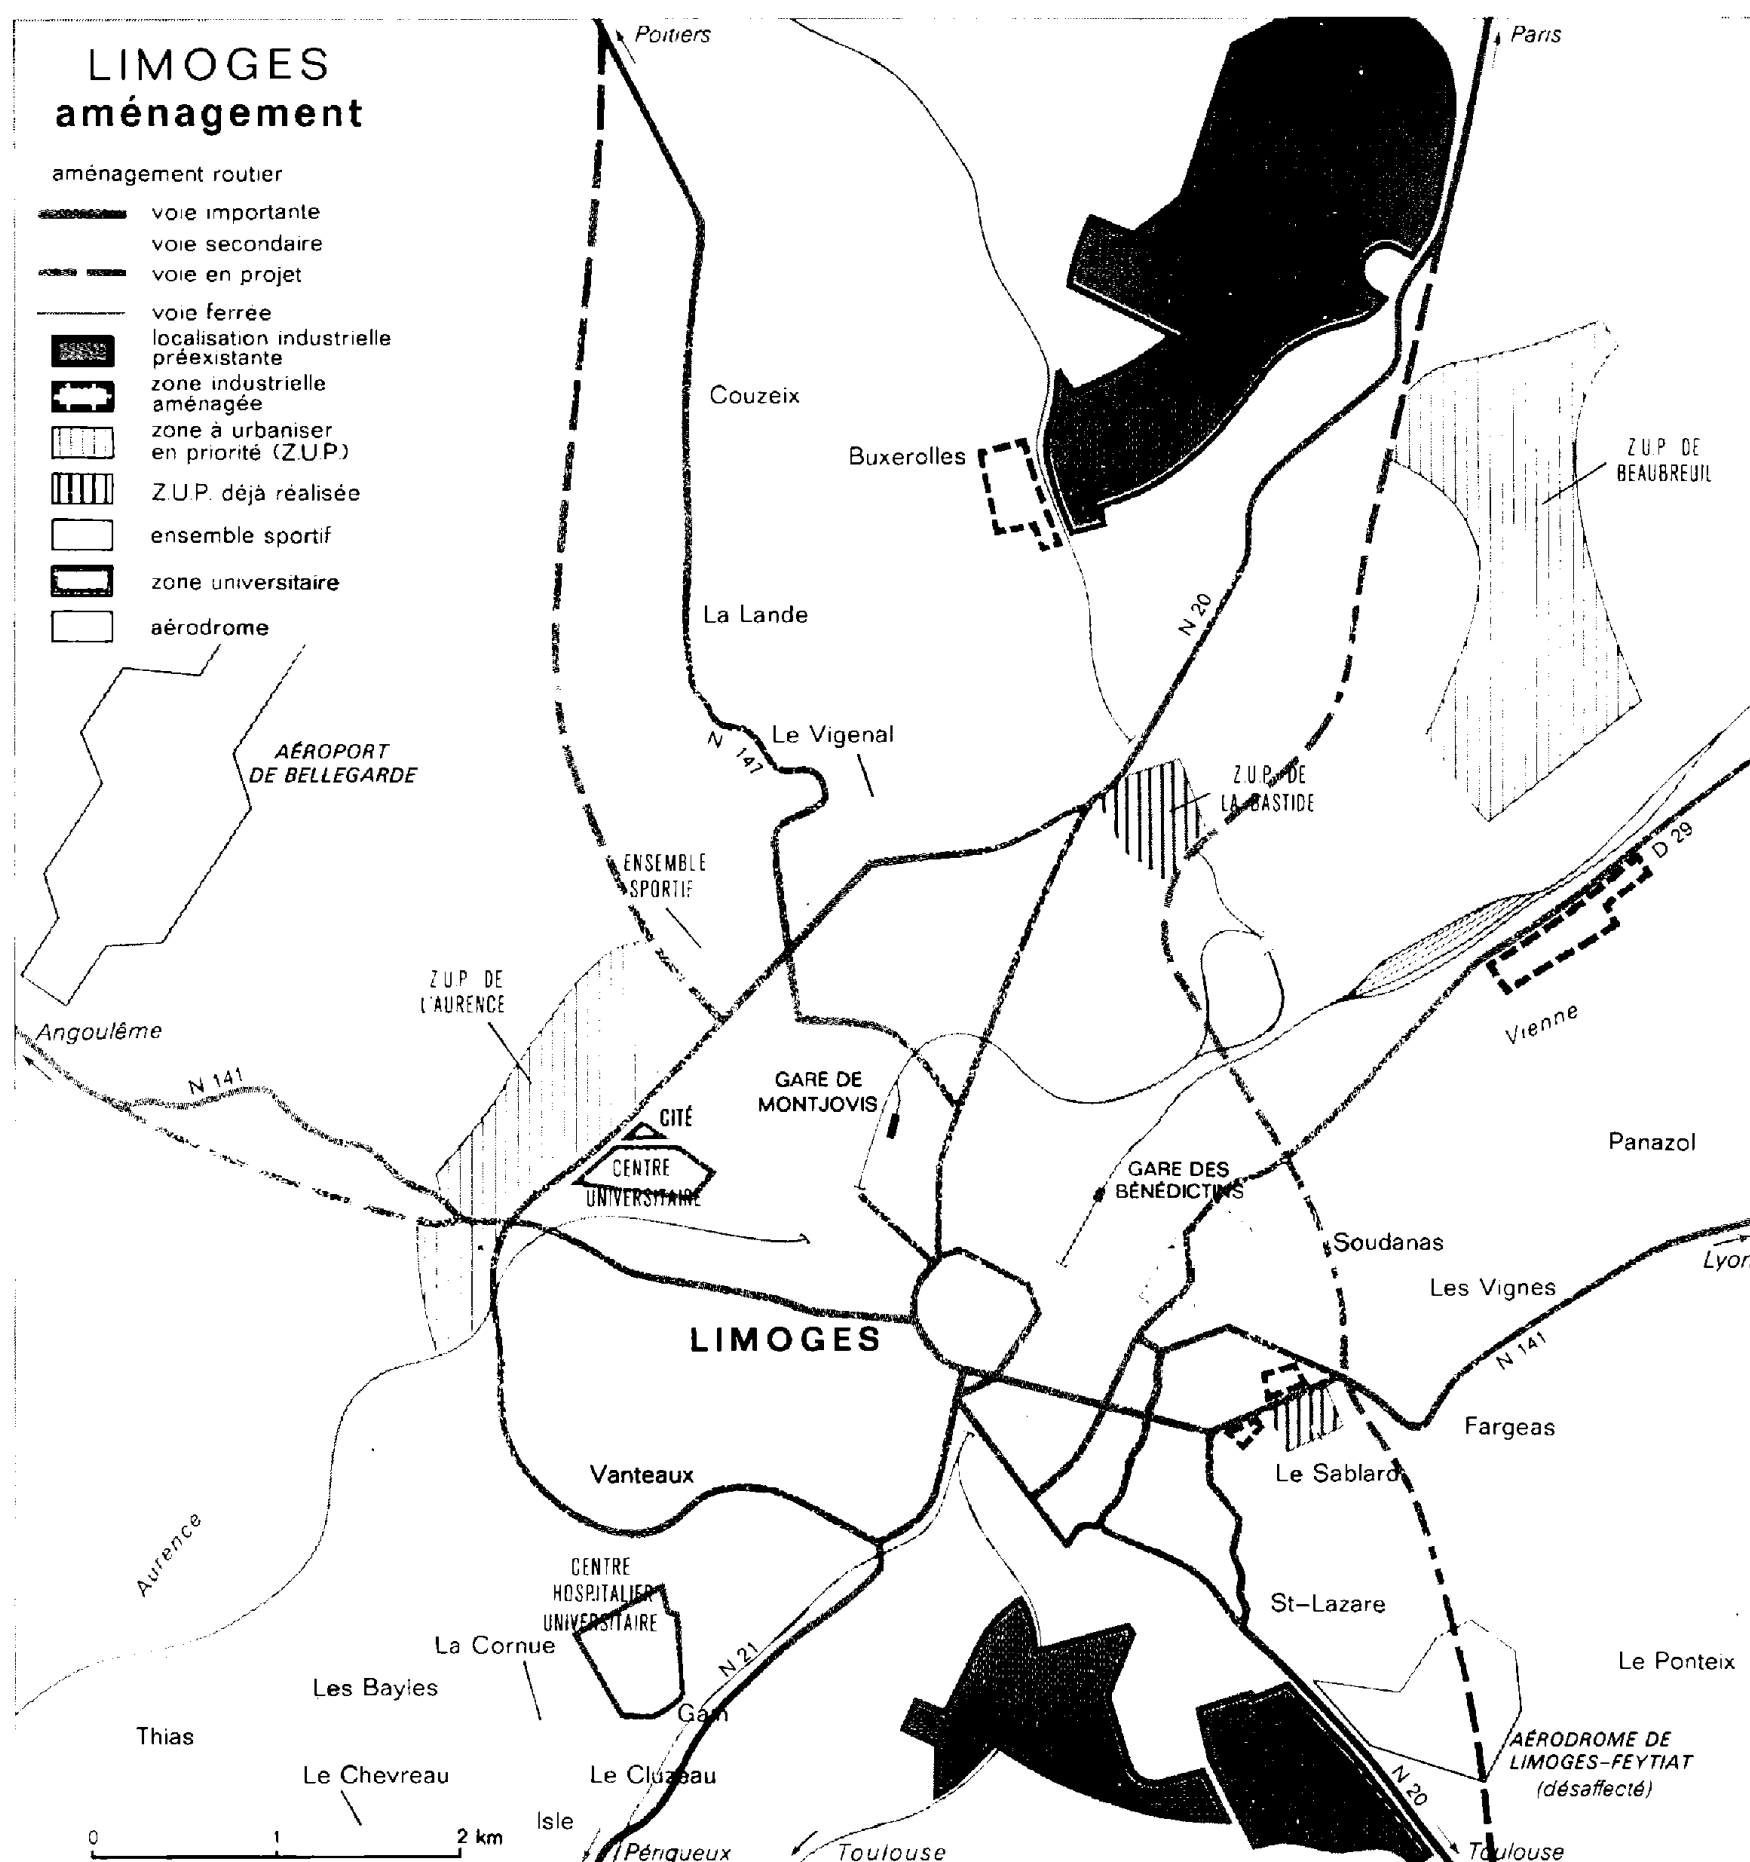 LIMOGES
aménagement
aménagement routier
voie importante
voie secondaire
voie en projet
voie ferrée
localisation industrielle
préexistante
zone industrielle
aménagée
zone à urbaniser
en priorité (Z.U.P.)
Z.U.P. déjà réalisée
ensemble sportif
zone universitaire
aérodrome
Poitiers
Paris
Couzeix
Buxerolles
Z.U.P. DE
BEAUBREUIL
La Lande
N 20
N 147
Le Vigenal
AÉROPORT
DE BELLEGARDE
Z.U.P. DE
LA BASTIDE
D 29
ENSEMBLE
SPORTIF
Z.U.P. DE
L'AURENCE
Angoulême
Vienne
N 141
GARE DE
MONTJOVIS
CITÉ
CENTRE
UNIVERSITAIRE
Panazol
GARE DES
BÉNÉDICTINS
Soudanas
Lyon
Les Vignes
LIMOGES
N 141
Fargeas
Vanteaux
Le Sablard
Aurence
CENTRE
HOSPITALIER
UNIVERSITAIRE
St-Lazare
La Cornue
N 21
Le Ponteix
Les Bayles
Gain
Thias
AÉRODROME DE
LIMOGES-FEYTIAT
(désaffecté)
Le Chevreau
Le Cluzeau
N 20
Isle
0 1 2 km
Périgueux
Toulouse
Toulouse